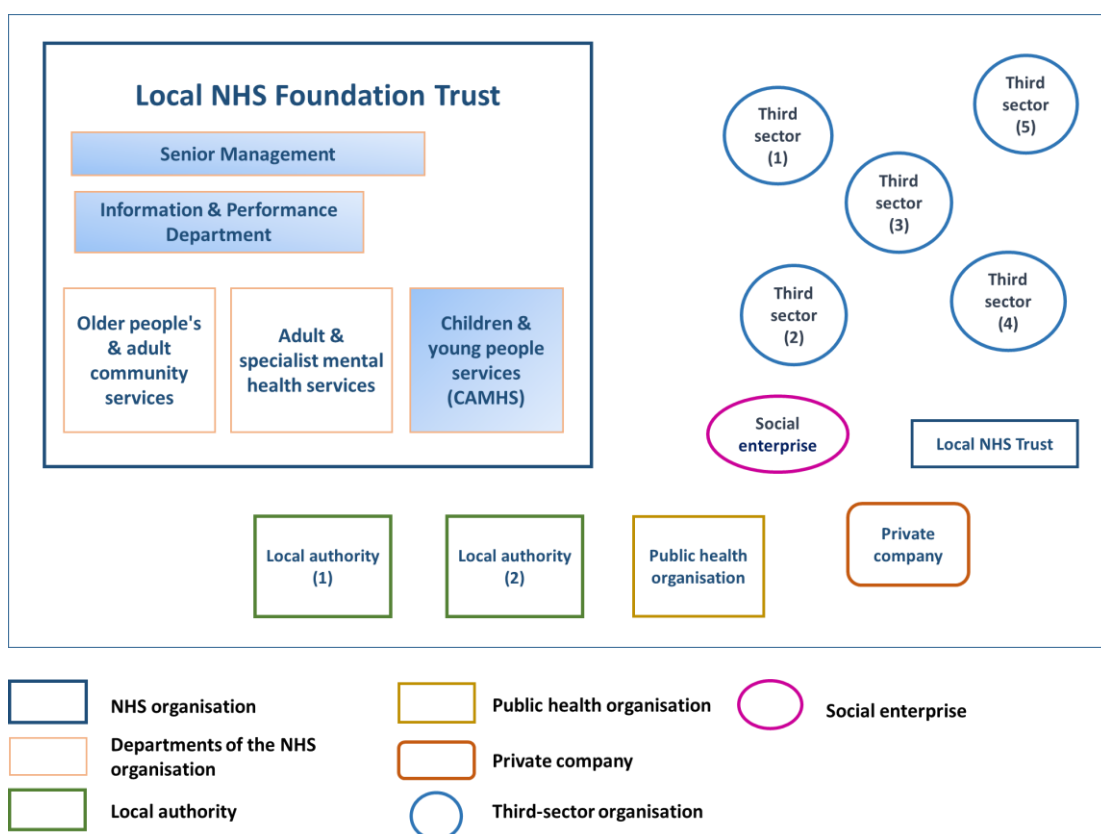 Local NHS Foundation Trust
Senior Management
Information & Performance
Department
Older people's
& adult
community
services
Adult &
specialist mental
health services
Children &
young people
services
(CAMHS)
Third
sector
(1)
Third
sector
(5)
Third
sector
(3)
Third
sector
(2)
Third
sector
(4)
Social
enterprise
Local NHS Trust
Local authority
(1)
Local authority
(2)
Public health
organisation
Private
company
NHS organisation
Departments of the NHS
organisation
Local authority
Public health organisation
Private company
Third-sector organisation
Social enterprise